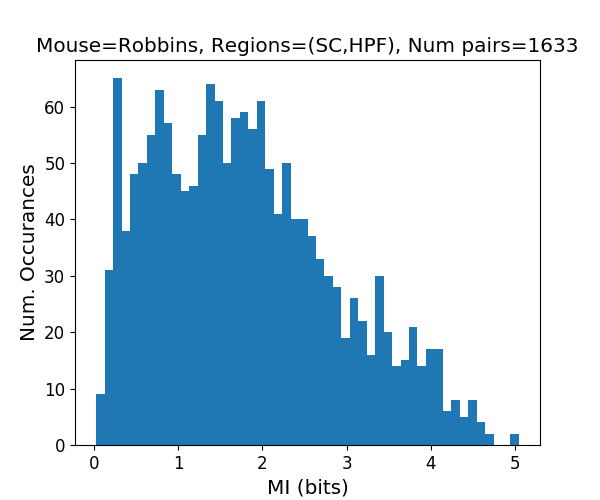 Mouse=Robbins, Regions=(SC,HPF), Num pairs=1633
60
50
40
30
20
10
0
Num. Occurances
0 1 2 3 4 5
MI (bits)